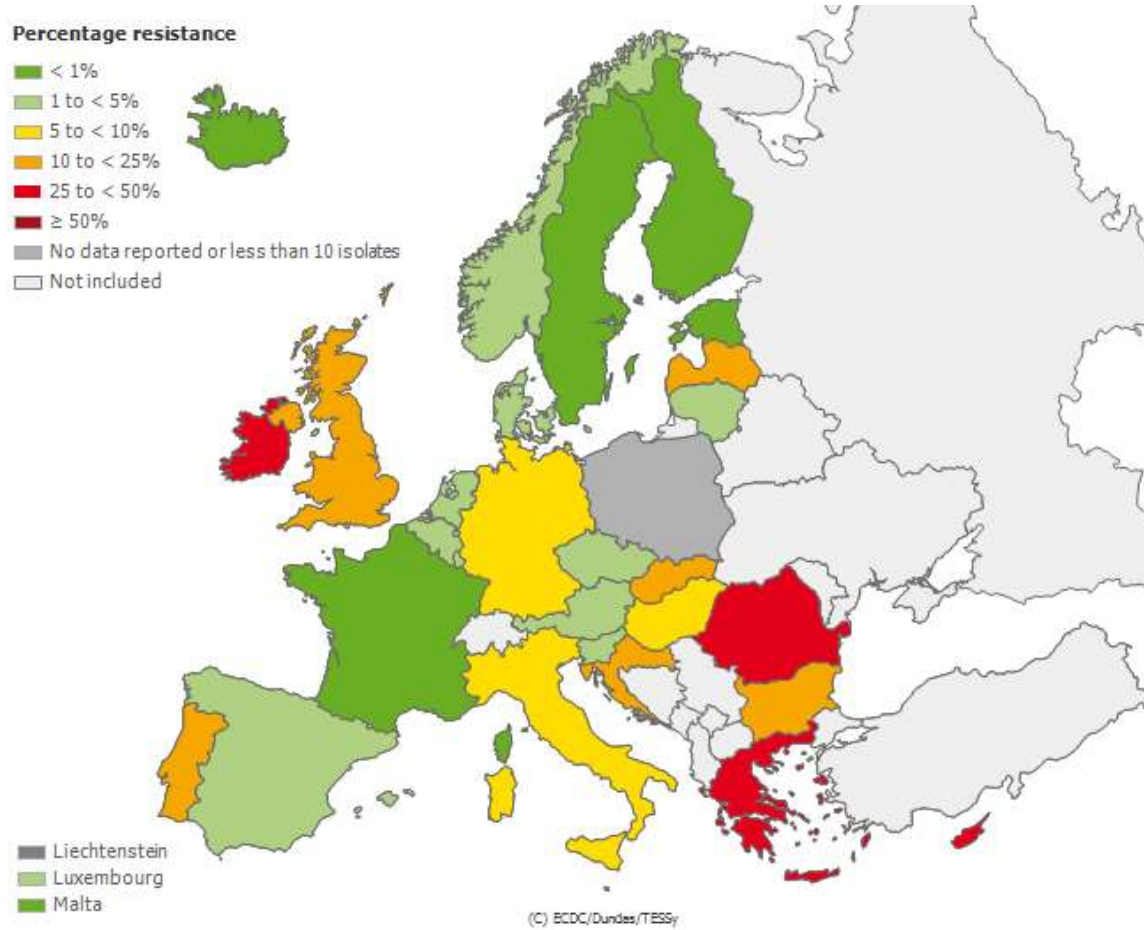 Percentage resistance
< 1%
1 to < 5%
5 to < 10%
10 to < 25%
25 to < 50%
≥ 50%
No data reported or less than 10 isolates
Not included
Liechtenstein
Luxembourg
Malta
(C) ECDC/Dundas/TESSy